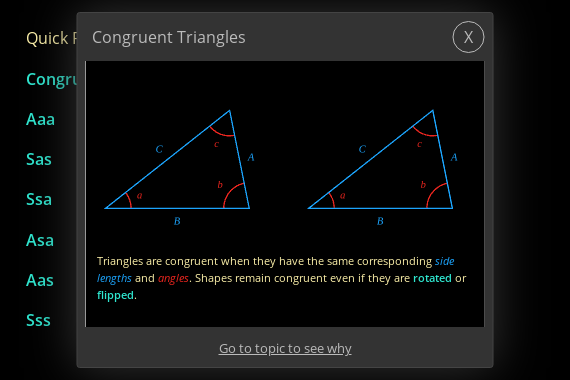 Quick
Congruent Triangles
X
Congru
Aaa
Sas
Ssa
Asa
Aas
Sss
C
c
A
a
b
B
C
c
A
a
b
B
Triangles are congruent when they have the same corresponding side
lengths and angles. Shapes remain congruent even if they are rotated or
flipped.
Go to topic to see why